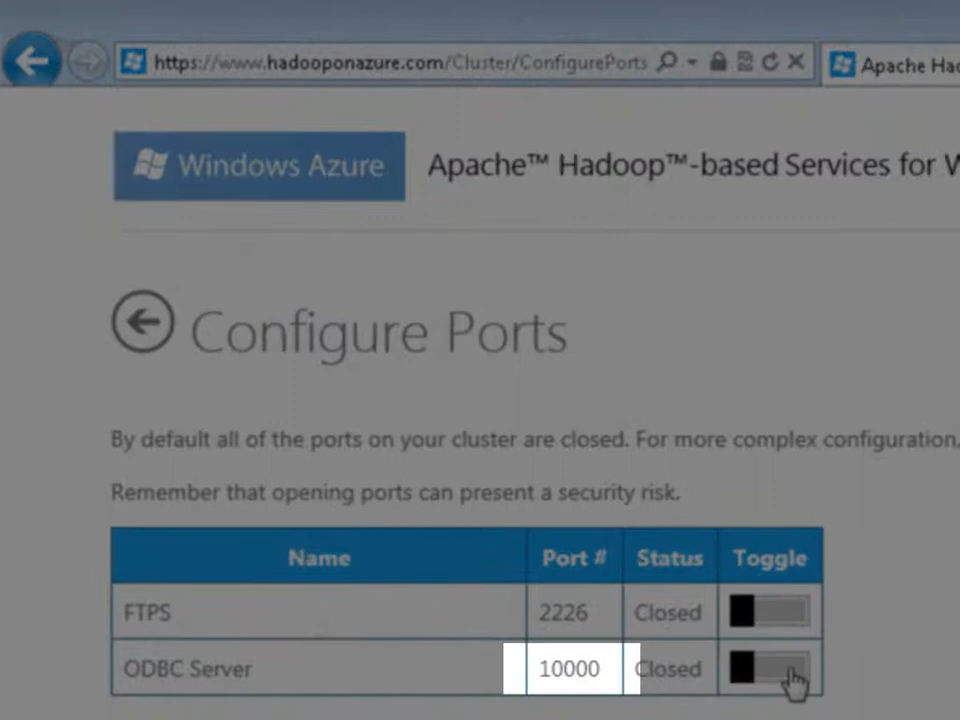 https://www.hadooponazure.com/Cluster/ConfigurePorts
Apache Had
Windows Azure
Apache™ Hadoop™-based Services for W
Configure Ports
By default all of the ports on your cluster are closed. For more complex configuration,
Remember that opening ports can present a security risk.
Name Port # Status Toggle
FTPS 2226 Closed
ODBC Server 10000 Closed